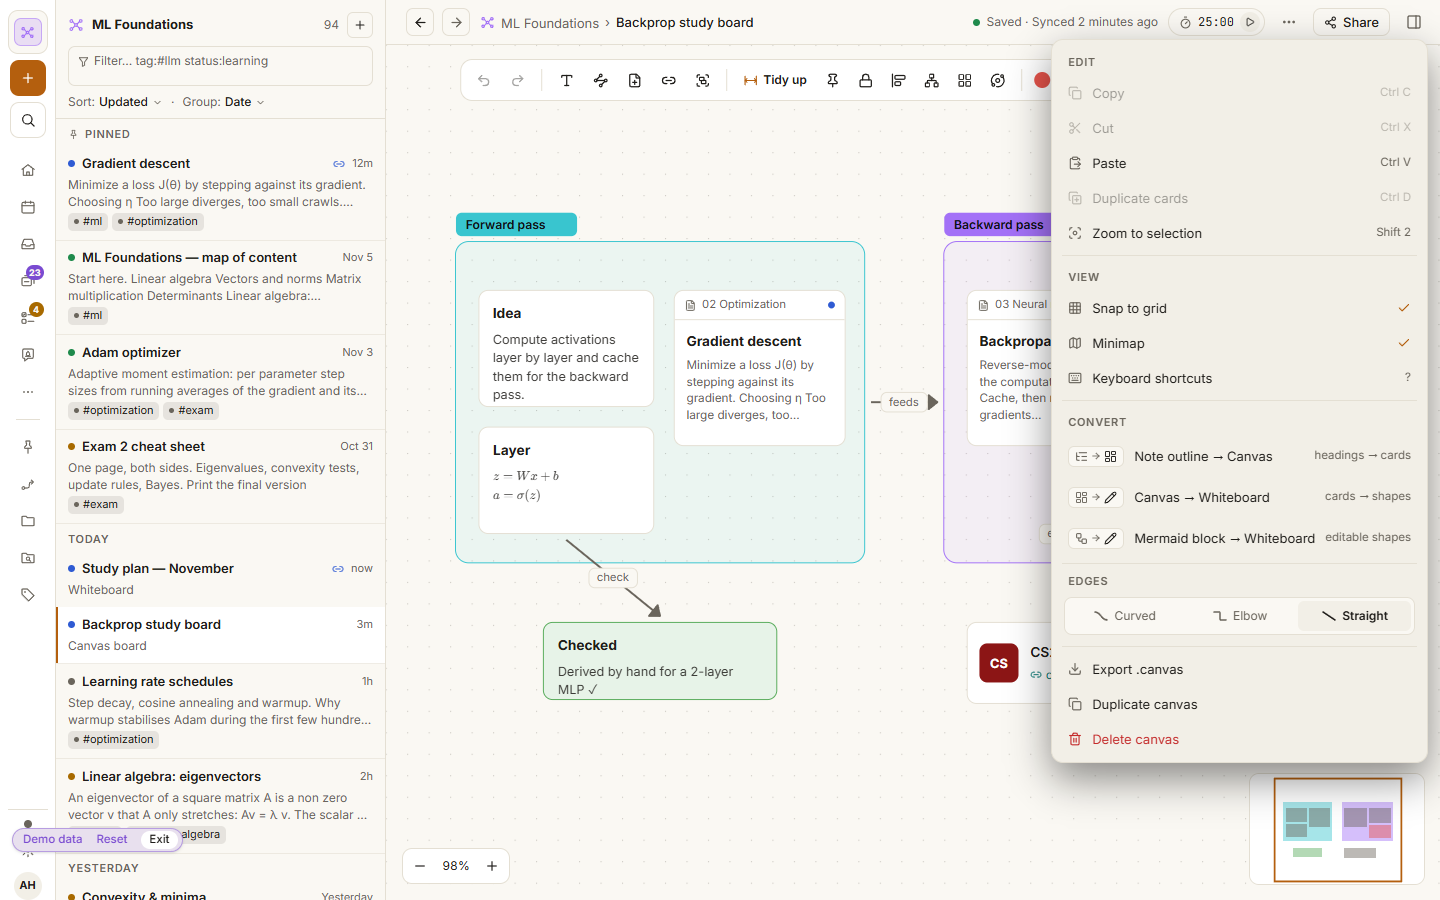 ML Foundations
94
Filter... tag:#llm status:learning
Sort: Updated · Group: Date
PINNED
Gradient descent
12m
Minimize a loss J(θ) by stepping against its gradient.
Choosing η Too large diverges, too small crawls....
#ml
#optimization
ML Foundations — map of content
Nov 5
Start here. Linear algebra Vectors and norms Matrix
multiplication Determinants Linear algebra:...
#ml
Adam optimizer
Nov 3
Adaptive moment estimation: per parameter step
sizes from running averages of the gradient and its...
#optimization
#exam
Exam 2 cheat sheet
Oct 31
One page, both sides. Eigenvalues, convexity tests,
update rules, Bayes. Print the final version
#exam
TODAY
Study plan — November
now
Whiteboard
Backprop study board
3m
Canvas board
Learning rate schedules
1h
Step decay, cosine annealing and warmup. Why
warmup stabilises Adam during the first few hundre...
#optimization
Linear algebra: eigenvectors
2h
An eigenvector of a square matrix A is a non zero
vector v that A only stretches: Av = λ v. The scalar ...
algebra
YESTERDAY
Convexity & minima
Yesterday
23
4
Demo data
Reset
Exit
AH
ML Foundations › Backprop study board
Saved · Synced 2 minutes ago
25:00
Share
Tidy up
Forward pass
Idea
Compute activations
layer by layer and cache
them for the backward
pass.
02 Optimization
Gradient descent
Minimize a loss J(θ) by
stepping against its
gradient. Choosing η Too
large diverges, too...
Layer
z = Wx + b
a = σ(z)
feeds
check
Checked
Derived by hand for a 2-layer
MLP ✓
Backward pass
03 Neural
Backpropa
Reverse-mod
the computat
Cache, then
gradients...
CS
CS
98%
EDIT
Copy
Ctrl C
Cut
Ctrl X
Paste
Ctrl V
Duplicate cards
Ctrl D
Zoom to selection
Shift 2
VIEW
Snap to grid
Minimap
Keyboard shortcuts
?
CONVERT
Note outline → Canvas
headings → cards
Canvas → Whiteboard
cards → shapes
Mermaid block → Whiteboard
editable shapes
EDGES
Curved
Elbow
Straight
Export .canvas
Duplicate canvas
Delete canvas